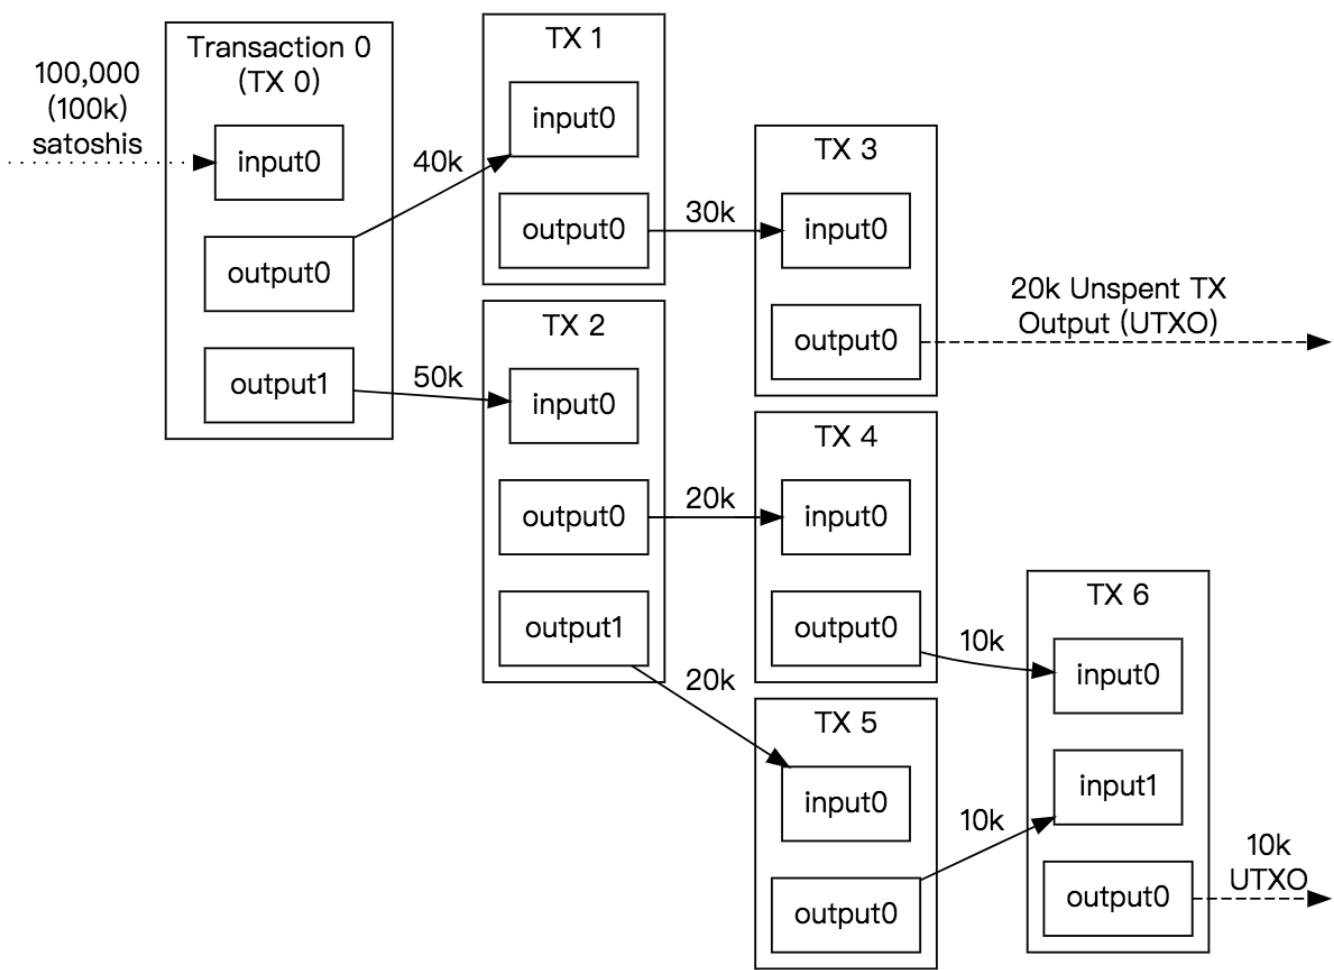 100,000
(100k)
satoshis
Transaction 0
(TX 0)
input0
output0
output1
40k
50k
TX 1
input0
output0
30k
TX 2
input0
output0
output1
20k
20k
TX 3
input0
output0
20k Unspent TX
Output (UTXO)
TX 4
input0
output0
10k
TX 5
input0
output0
10k
TX 6
input0
input1
output0
10k
UTXO